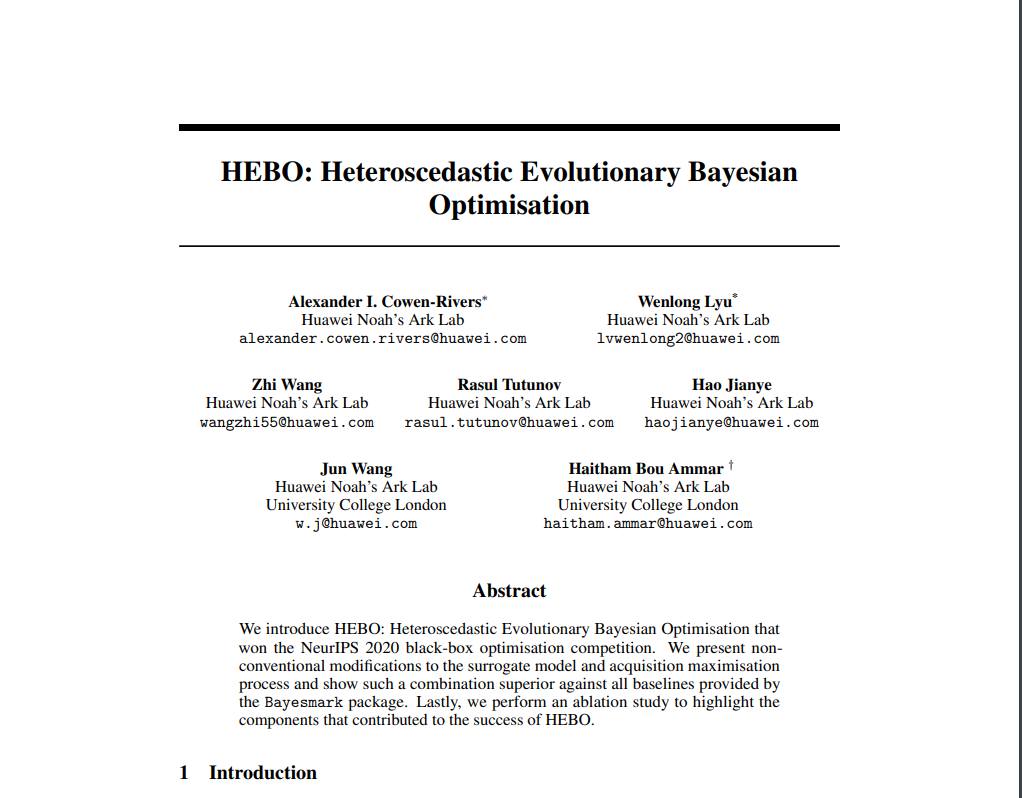 HEBO: Heteroscedastic Evolutionary Bayesian
Optimisation
Alexander I. Cowen-Rivers* Wenlong Lyu*
Huawei Noah's Ark Lab Huawei Noah's Ark Lab
alexander.cowen.rivers@huawei.com lvwenlong2@huawei.com
Zhi Wang Rasul Tutunov Hao Jianye
Huawei Noah's Ark Lab Huawei Noah's Ark Lab Huawei Noah's Ark Lab
wangzhi55@huawei.com rasul.tutunov@huawei.com haojianye@huawei.com
Jun Wang Haitham Bou Ammar †
Huawei Noah's Ark Lab Huawei Noah's Ark Lab
University College London University College London
w.j@huawei.com haitham.ammar@huawei.com
Abstract
We introduce HEBO: Heteroscedastic Evolutionary Bayesian Optimisation that
won the NeurIPS 2020 black-box optimisation competition. We present non-
conventional modifications to the surrogate model and acquisition maximisation
process and show such a combination superior against all baselines provided by
the Bayesmark package. Lastly, we perform an ablation study to highlight the
components that contributed to the success of HEBO.
1 Introduction